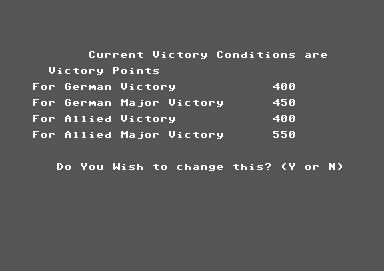 Current Victory Conditions are
Victory Points
For German Victory 400
For German Major Victory 450
For Allied Victory 400
For Allied Major Victory 550
Do You Wish to change this? (Y or N)